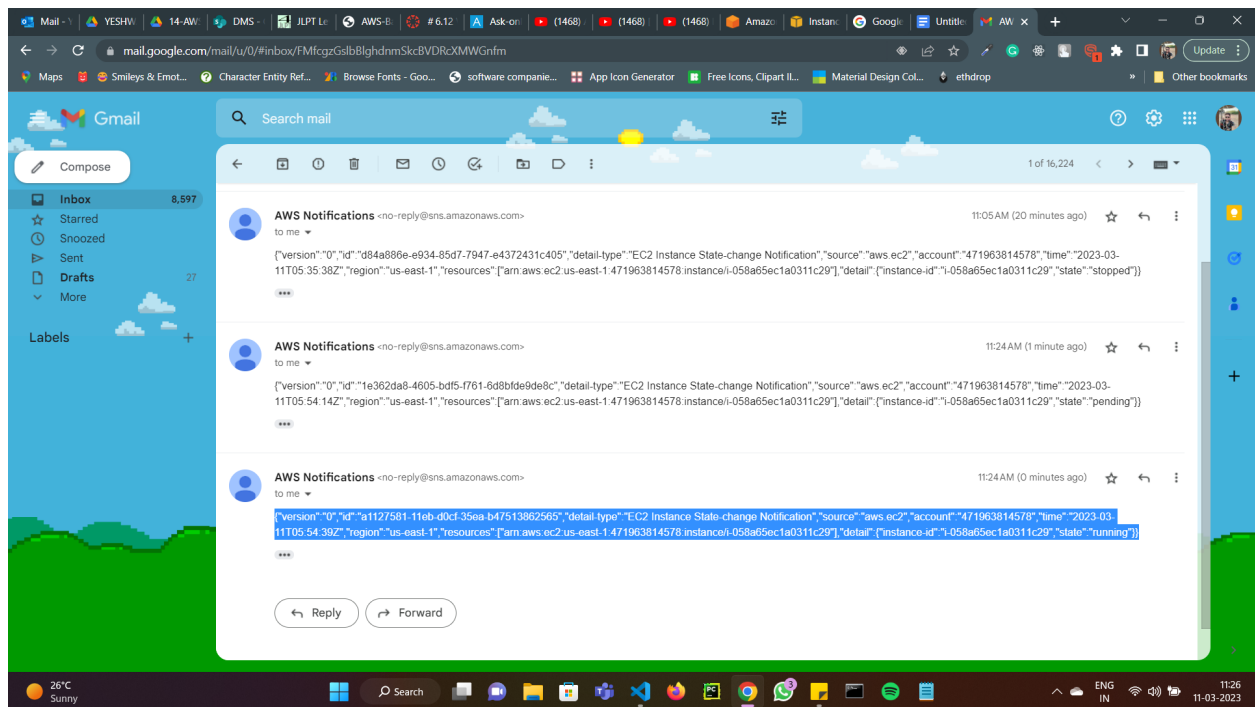 Mail - Y
YESHW
14-AW
DMS -
JLPT Le
AWS-B
# 6.12
Ask-on
(1468)
(1468)
(1468)
Amazo
Instanc
Google
Untitle
AW
mail.google.com/mail/u/0/#inbox/FMfcgzGslbBlghdnmSkcBVDRcXMWGnfm
Update
Maps
Smileys & Emot...
Character Entity Ref...
Browse Fonts - Goo...
software companie...
App Icon Generator
Free Icons, Clipart Il...
Material Design Col...
ethdrop
»
Other bookmarks
Gmail
Search mail
Compose
1 of 16,224
Inbox 8,597
Starred
Snoozed
Sent
Drafts 27
More
Labels
AWS Notifications <no-reply@sns.amazonaws.com> 11:05 AM (20 minutes ago)
to me
{"version":"0","id":"d84a886e-e934-85d7-7947-e4372431c405","detail-type":"EC2 Instance State-change Notification","source":"aws.ec2","account":"471963814578","time":"2023-03-
11T05:35:38Z","region":"us-east-1","resources":["arn:aws:ec2:us-east-1:471963814578:instance/i-058a65ec1a0311c29"],"detail":{"instance-id":"i-058a65ec1a0311c29","state":"stopped"}}
AWS Notifications <no-reply@sns.amazonaws.com> 11:24 AM (1 minute ago)
to me
{"version":"0","id":"1e362da8-4605-bdf5-f761-6d8bfde9de8c","detail-type":"EC2 Instance State-change Notification","source":"aws.ec2","account":"471963814578","time":"2023-03-
11T05:54:14Z","region":"us-east-1","resources":["arn:aws:ec2:us-east-1:471963814578:instance/i-058a65ec1a0311c29"],"detail":{"instance-id":"i-058a65ec1a0311c29","state":"pending"}}
AWS Notifications <no-reply@sns.amazonaws.com> 11:24 AM (0 minutes ago)
to me
{"version":"0","id":"a1127581-11eb-d0cf-35ea-b47513862565","detail-type":"EC2 Instance State-change Notification","source":"aws.ec2","account":"471963814578","time":"2023-03-
11T05:54:39Z","region":"us-east-1","resources":["arn:aws:ec2:us-east-1:471963814578:instance/i-058a65ec1a0311c29"],"detail":{"instance-id":"i-058a65ec1a0311c29","state":"running"}}
Reply
Forward
26°C
Sunny
Search
3
ENG
IN
11:26
11-03-2023